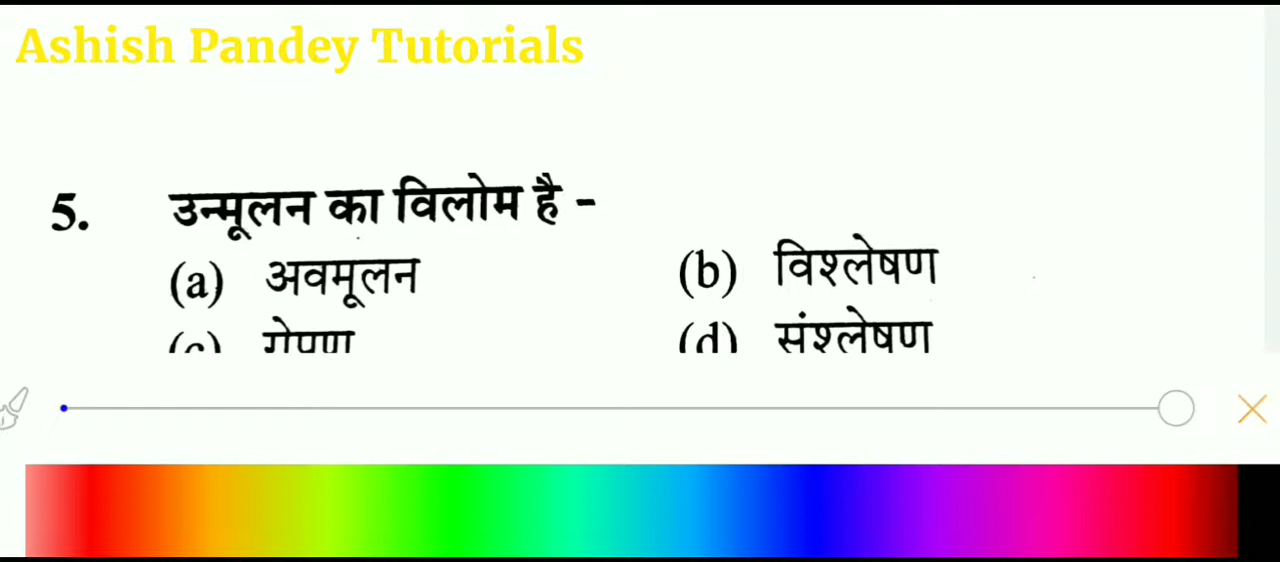 Ashish Pandey Tutorials
5. उन्मूलन का विलोम है -
(a) अवमूलन (b) विश्लेषण
(d) संश्लेषण